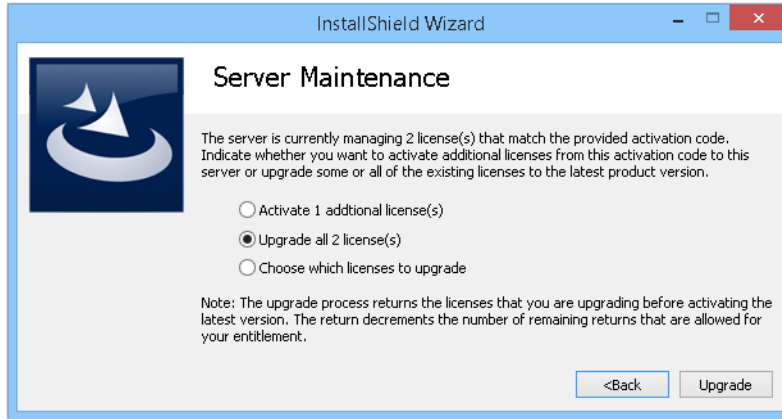 InstallShield Wizard
Server Maintenance
The server is currently managing 2 license(s) that match the provided activation code.
Indicate whether you want to activate additional licenses from this activation code to this
server or upgrade some or all of the existing licenses to the latest product version.
Activate 1 addtional license(s)
Upgrade all 2 license(s)
Choose which licenses to upgrade
Note: The upgrade process returns the licenses that you are upgrading before activating the
latest version. The return decrements the number of remaining returns that are allowed for
your entitlement.
<Back Upgrade